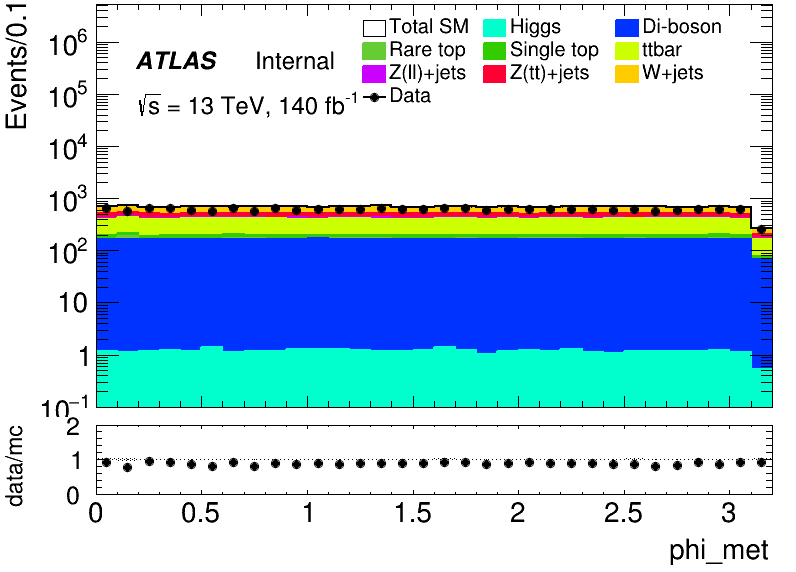 Events/0.1
10⁶
10⁵
10⁴
10³
10²
10
1
10⁻¹
ATLAS Internal
√s = 13 TeV, 140 fb⁻¹
Total SM Higgs Di-boson
Rare top Single top ttbar
Z(ll)+jets Z(tt)+jets W+jets
Data
data/mc
2
1
0
0 0.5 1 1.5 2 2.5 3
phi_met